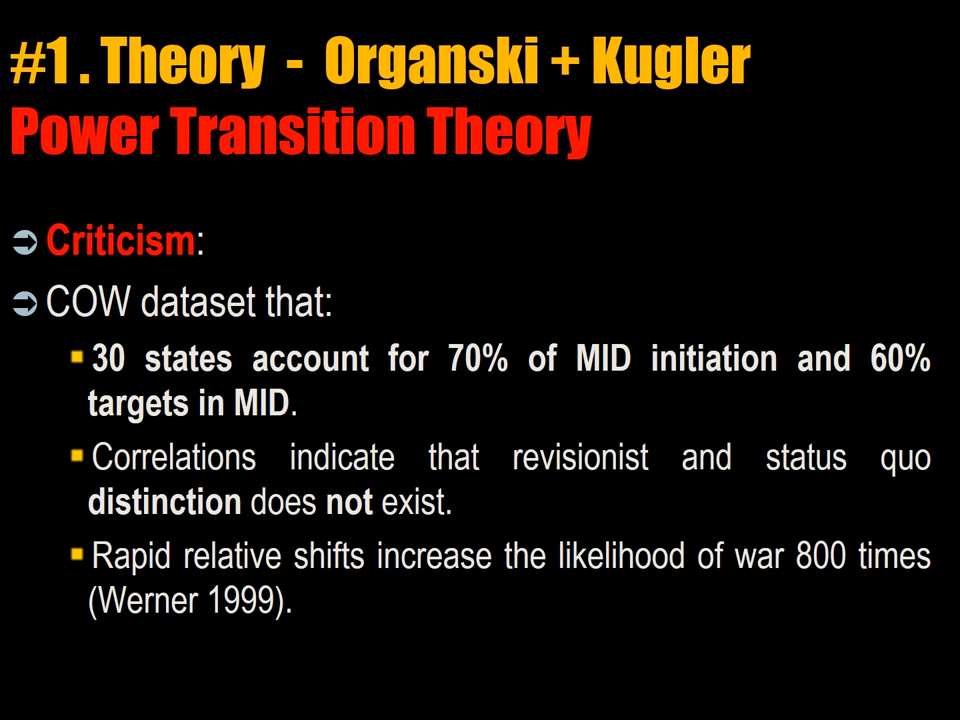 #1 . Theory - Organski + Kugler
Power Transition Theory
➲ Criticism:
➲ COW dataset that:
▪ 30 states account for 70% of MID initiation and 60%
targets in MID.
▪ Correlations indicate that revisionist and status quo
distinction does not exist.
▪ Rapid relative shifts increase the likelihood of war 800 times
(Werner 1999).